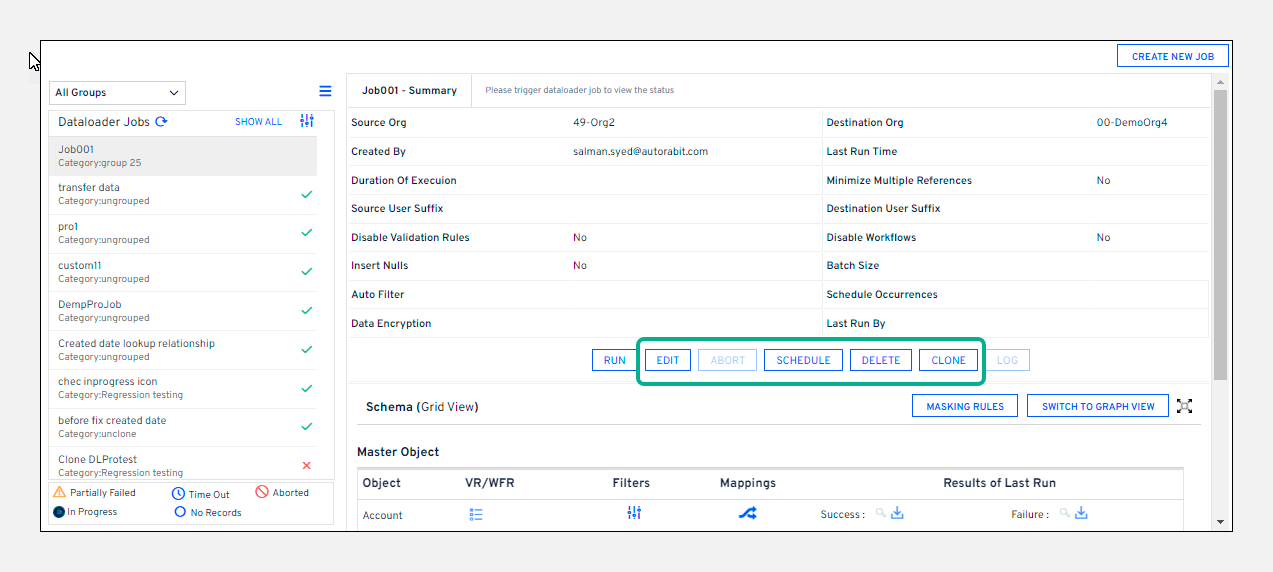 CREATE NEW JOB
All Groups
Dataloader Jobs SHOW ALL
Job001
Category:group 25
transfer data
Category:ungrouped
pro1
Category:ungrouped
custom11
Category:ungrouped
DempProJob
Category:ungrouped
Created date lookup relationship
Category:ungrouped
chec inprogress icon
Category:Regression testing
before fix created date
Category:unclone
Clone DLProtest
Category:Regression testing
Partially Failed Time Out Aborted
In Progress No Records
Job001 - Summary Please trigger dataloader job to view the status
Source Org 49-Org2 Destination Org 00-DemoOrg4
Created By salman.syed@autorabit.com Last Run Time
Duration Of Execuion Minimize Multiple References No
Source User Suffix Destination User Suffix
Disable Validation Rules No Disable Workflows No
Insert Nulls No Batch Size
Auto Filter Schedule Occurrences
Data Encryption Last Run By
RUN EDIT ABORT SCHEDULE DELETE CLONE LOG
Schema (Grid View) MASKING RULES SWITCH TO GRAPH VIEW
Master Object
Object VR/WFR Filters Mappings Results of Last Run
Account Success : Failure :